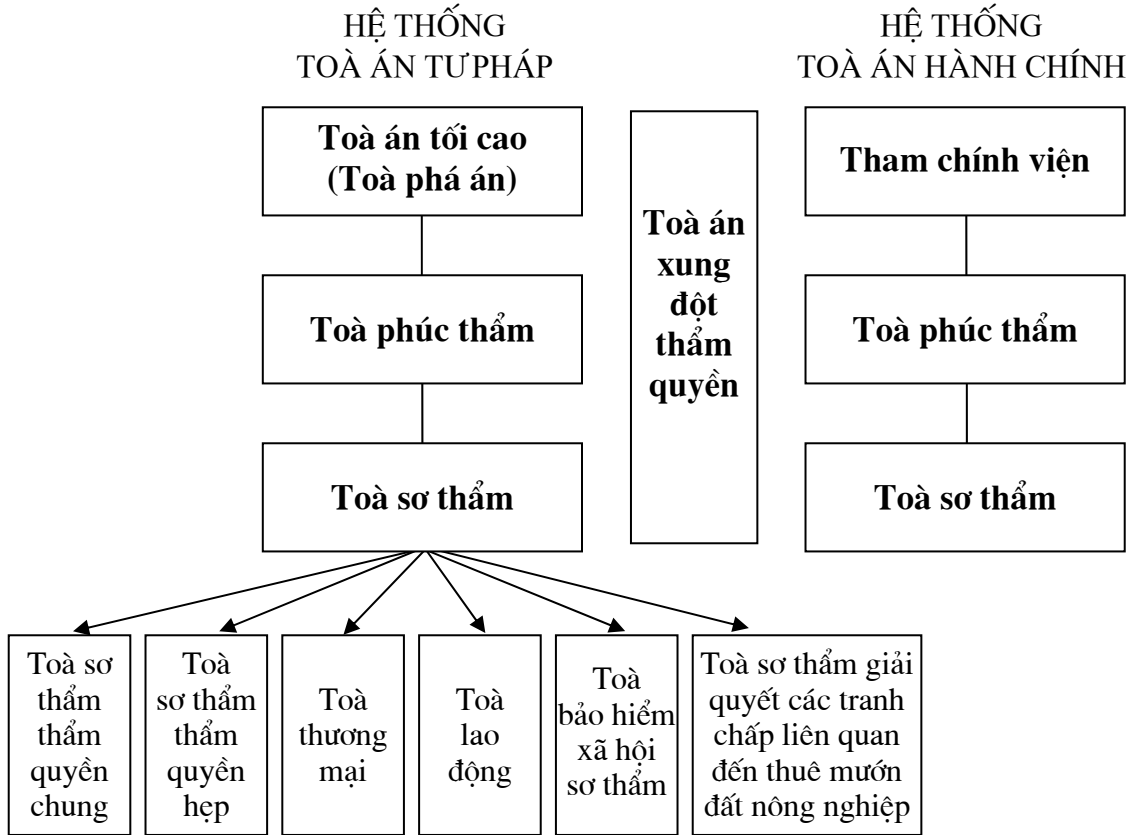 HỆ THỐNG
TOÀ ÁN TƯ PHÁP
HỆ THỐNG
TOÀ ÁN HÀNH CHÍNH
Toà án tối cao
(Toà phá án)
Toà phúc thẩm
Toà sơ thẩm
Toà án
xung
đột
thẩm
quyền
Tham chính viện
Toà phúc thẩm
Toà sơ thẩm
Toà sơ
thẩm
thẩm
quyền
chung
Toà
sơ thẩm
thẩm
quyền
hẹp
Toà
thương
mại
Toà
lao
động
Toà
bảo hiểm
xã hội
sơ thẩm
Toà sơ thẩm giải
quyết các tranh
chấp liên quan
đến thuê mướn
đất nông nghiệp